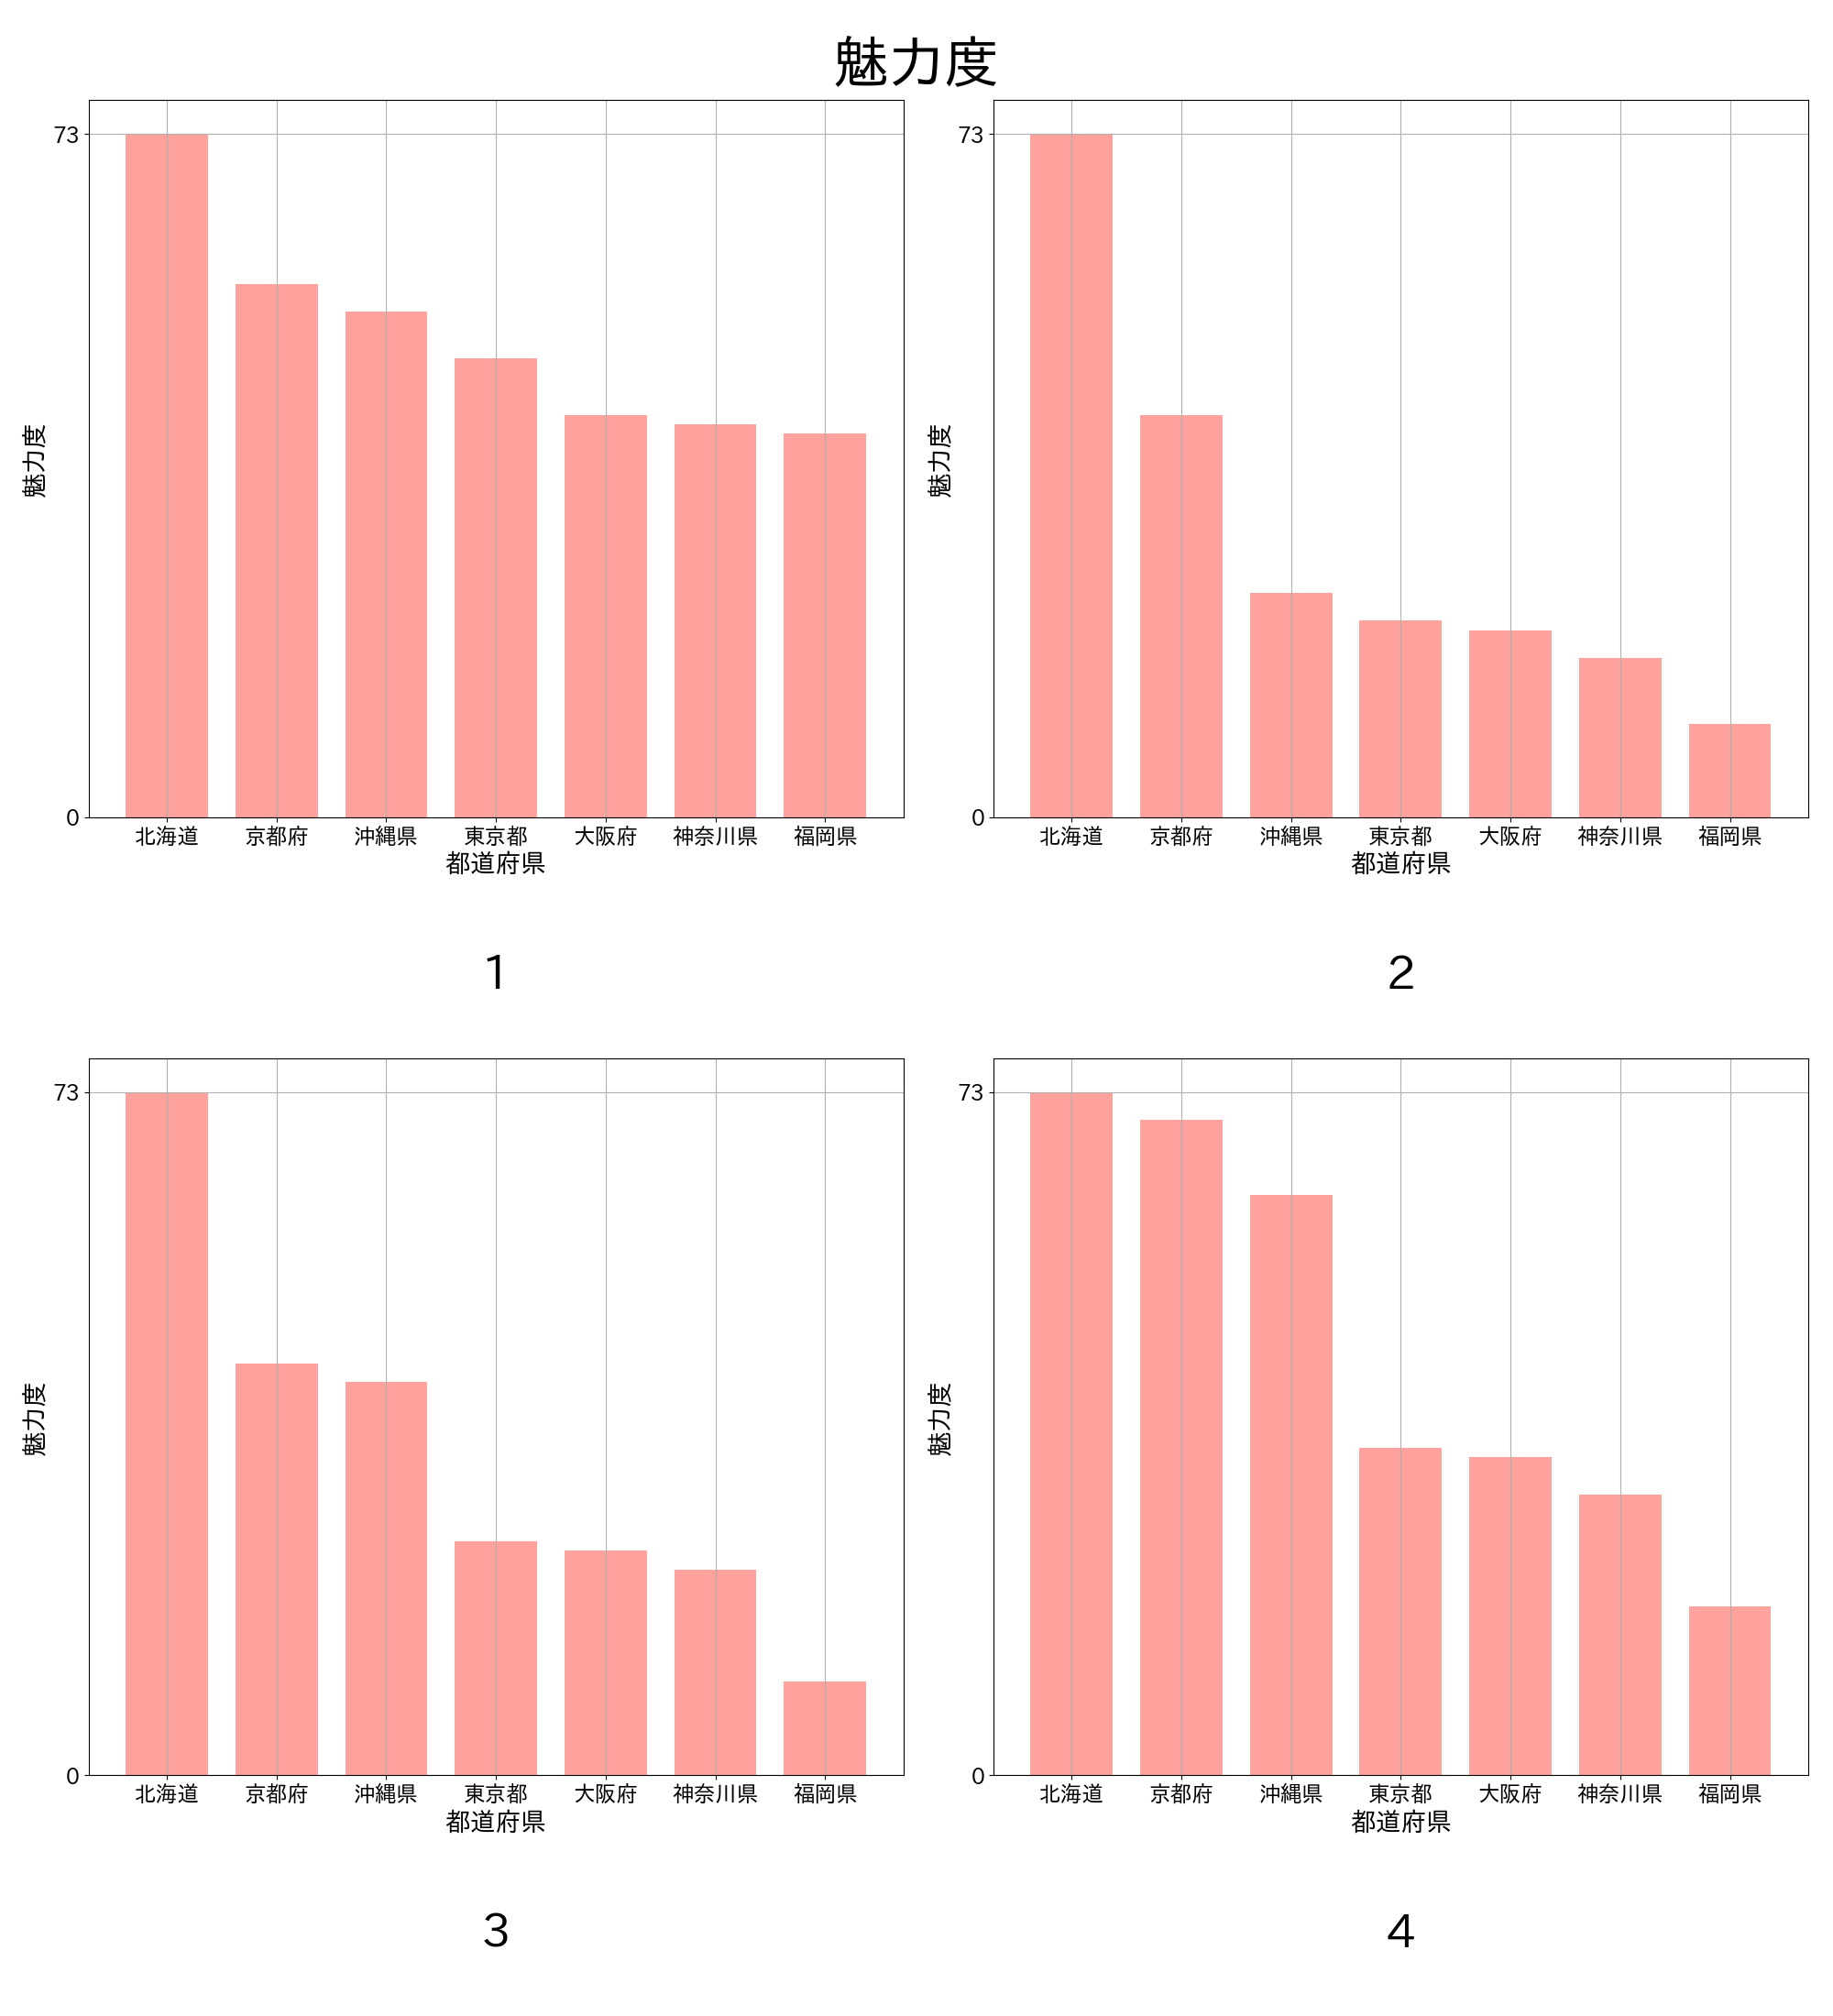 魅力度
73
0
魅力度
北海道 京都府 沖縄県 東京都 大阪府 神奈川県 福岡県
都道府県
1
73
0
魅力度
北海道 京都府 沖縄県 東京都 大阪府 神奈川県 福岡県
都道府県
2
73
0
魅力度
北海道 京都府 沖縄県 東京都 大阪府 神奈川県 福岡県
都道府県
3
73
0
魅力度
北海道 京都府 沖縄県 東京都 大阪府 神奈川県 福岡県
都道府県
4